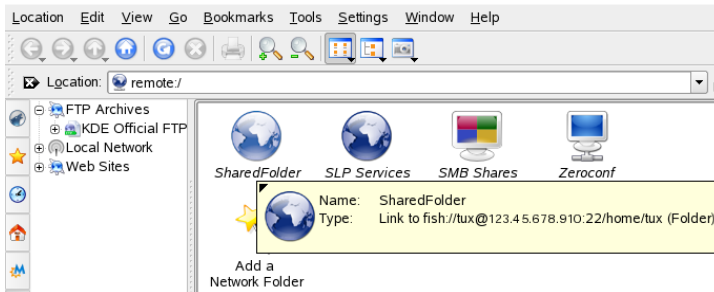 Location Edit View Go Bookmarks Tools Settings Window Help
Location: remote:/
FTP Archives
KDE Official FTP
Local Network
Web Sites
SharedFolder SLP Services SMB Shares Zeroconf
Name: SharedFolder
Type: Link to fish://tux@123.45.678.910:22/home/tux (Folder)
Add a
Network Folder